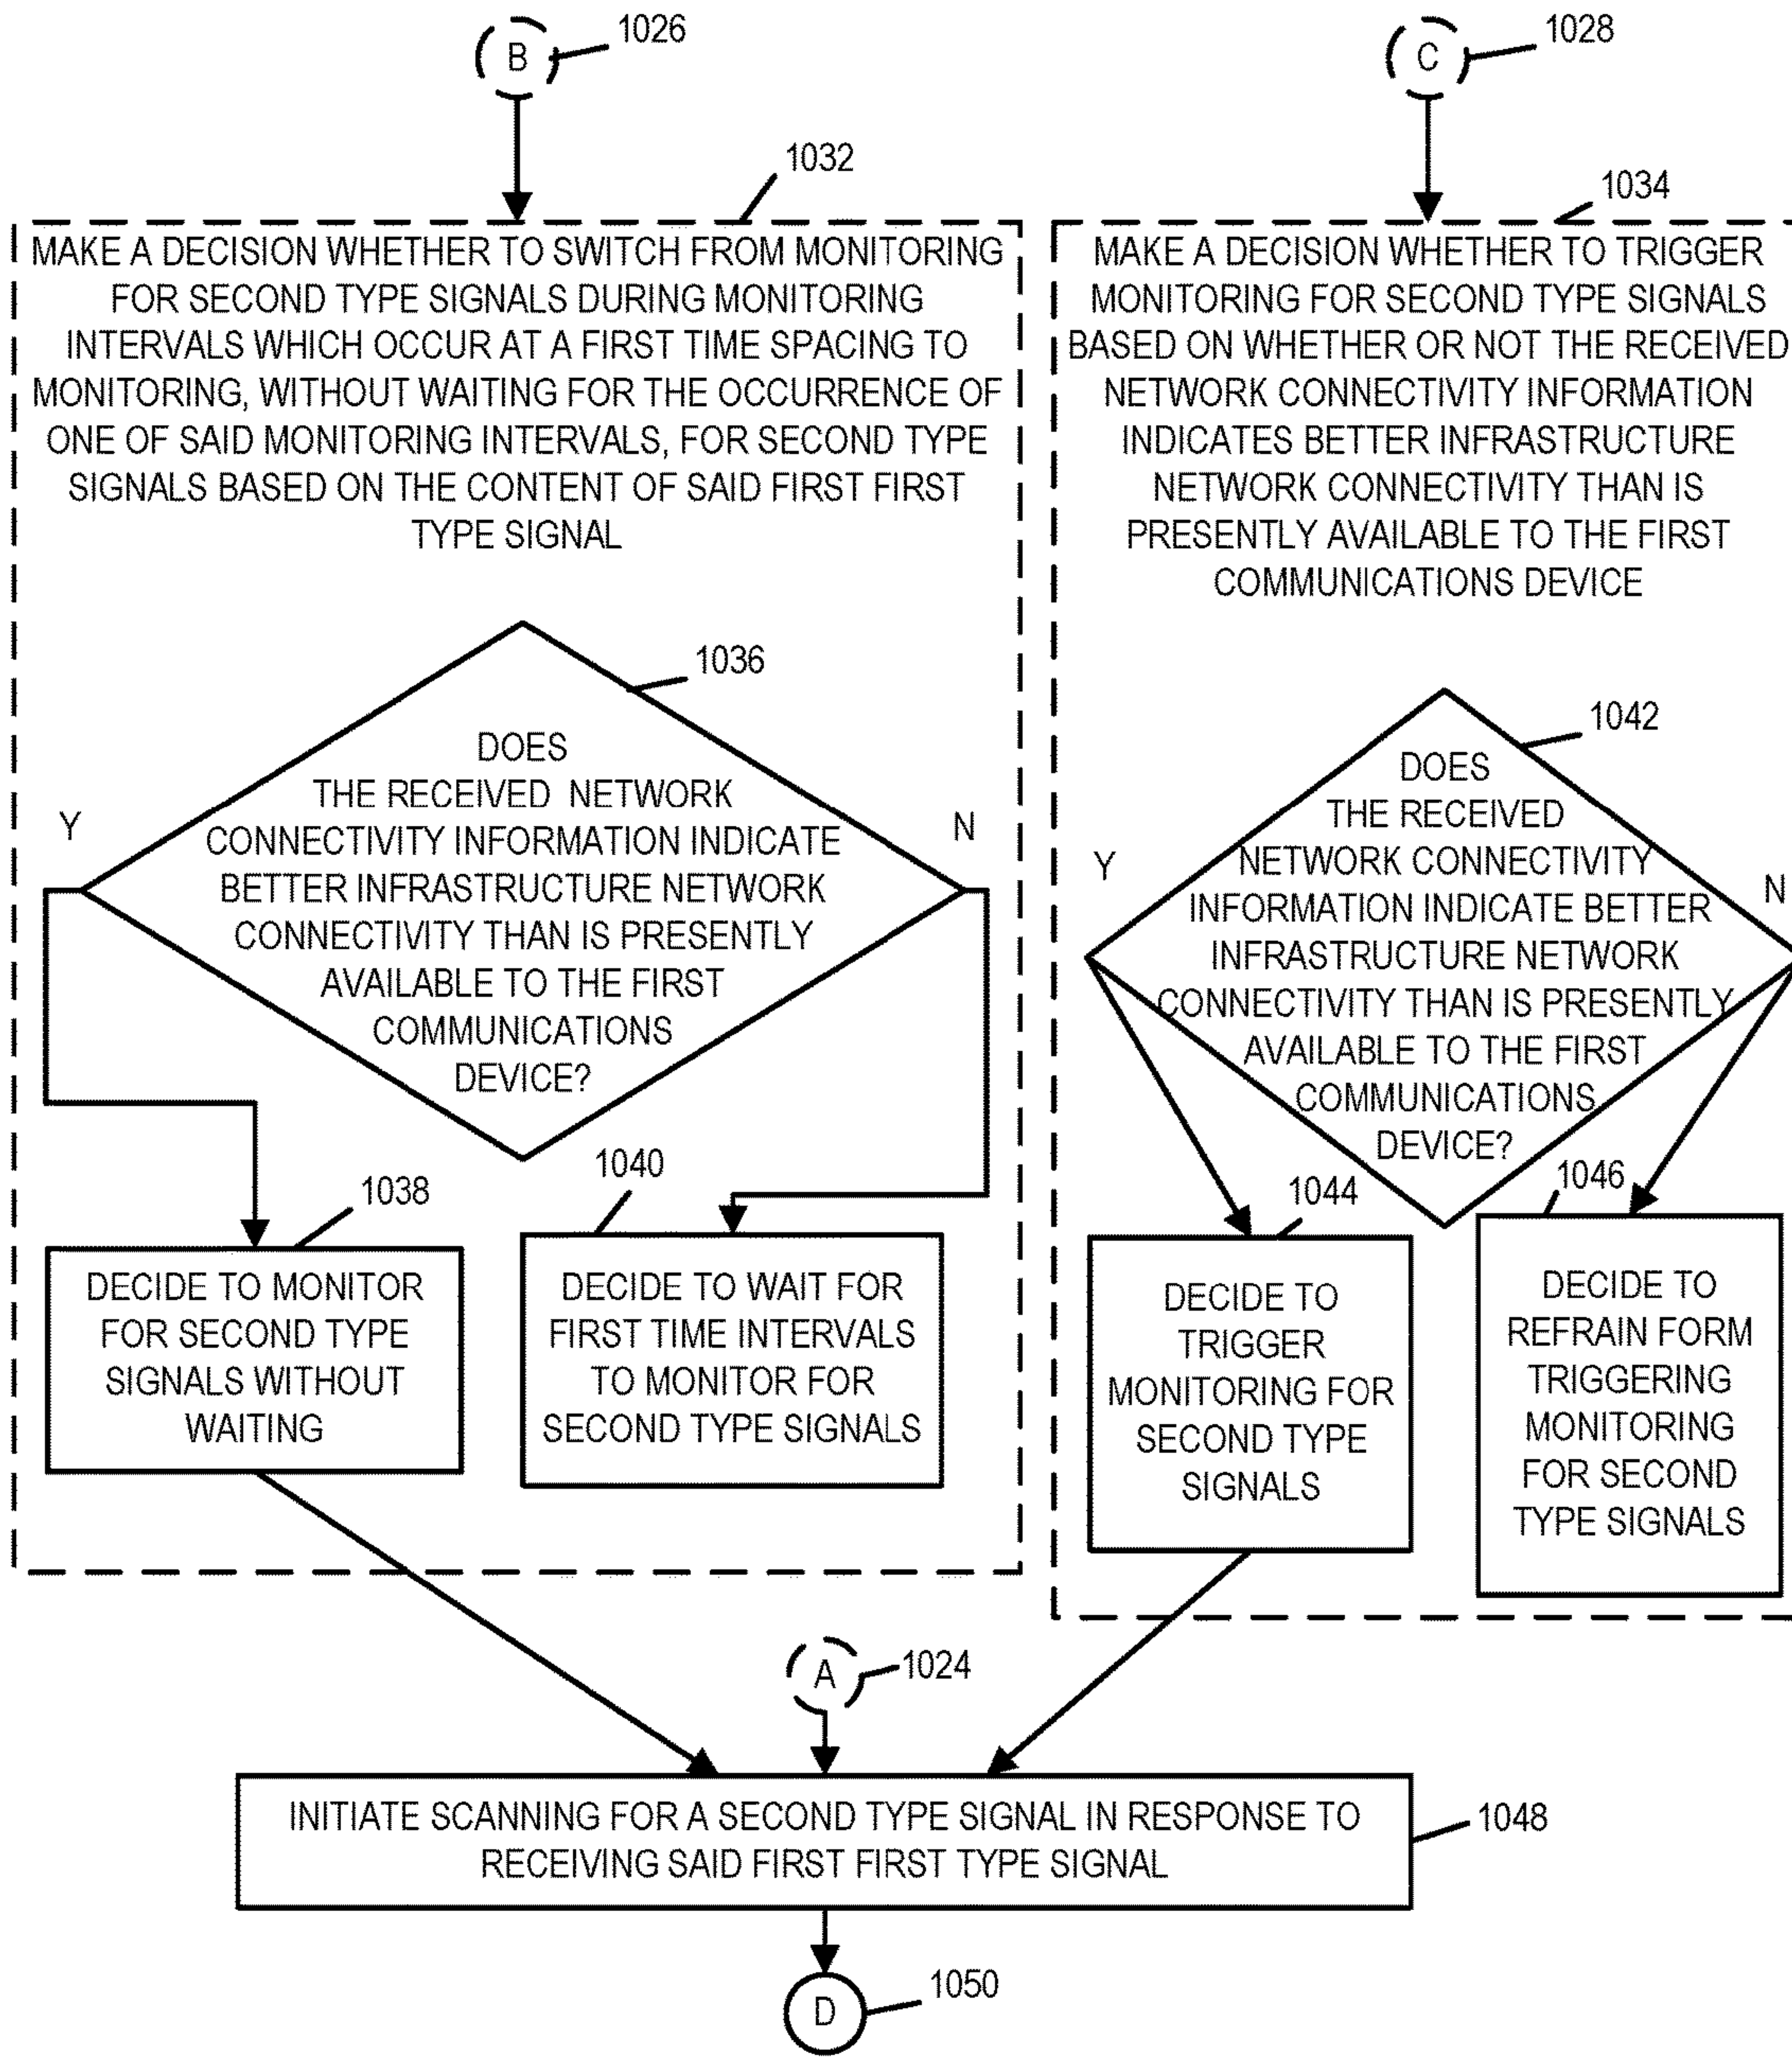 B
1026
C
1028
1032
MAKE A DECISION WHETHER TO SWITCH FROM MONITORING
FOR SECOND TYPE SIGNALS DURING MONITORING
INTERVALS WHICH OCCUR AT A FIRST TIME SPACING TO
MONITORING, WITHOUT WAITING FOR THE OCCURRENCE OF
ONE OF SAID MONITORING INTERVALS, FOR SECOND TYPE
SIGNALS BASED ON THE CONTENT OF SAID FIRST FIRST
TYPE SIGNAL
1036
DOES
THE RECEIVED NETWORK
CONNECTIVITY INFORMATION INDICATE
BETTER INFRASTRUCTURE NETWORK
CONNECTIVITY THAN IS PRESENTLY
AVAILABLE TO THE FIRST
COMMUNICATIONS
DEVICE?
Y
N
1038
DECIDE TO MONITOR
FOR SECOND TYPE
SIGNALS WITHOUT
WAITING
1040
DECIDE TO WAIT FOR
FIRST TIME INTERVALS
TO MONITOR FOR
SECOND TYPE SIGNALS
1034
MAKE A DECISION WHETHER TO TRIGGER
MONITORING FOR SECOND TYPE SIGNALS
BASED ON WHETHER OR NOT THE RECEIVED
NETWORK CONNECTIVITY INFORMATION
INDICATES BETTER INFRASTRUCTURE
NETWORK CONNECTIVITY THAN IS
PRESENTLY AVAILABLE TO THE FIRST
COMMUNICATIONS DEVICE
1042
DOES
THE RECEIVED
NETWORK CONNECTIVITY
INFORMATION INDICATE BETTER
INFRASTRUCTURE NETWORK
CONNECTIVITY THAN IS PRESENTLY
AVAILABLE TO THE FIRST
COMMUNICATIONS
DEVICE?
Y
N
1044
DECIDE TO
TRIGGER
MONITORING FOR
SECOND TYPE
SIGNALS
1046
DECIDE TO
REFRAIN FORM
TRIGGERING
MONITORING
FOR SECOND
TYPE SIGNALS
A
1024
INITIATE SCANNING FOR A SECOND TYPE SIGNAL IN RESPONSE TO
RECEIVING SAID FIRST FIRST TYPE SIGNAL
1048
D
1050